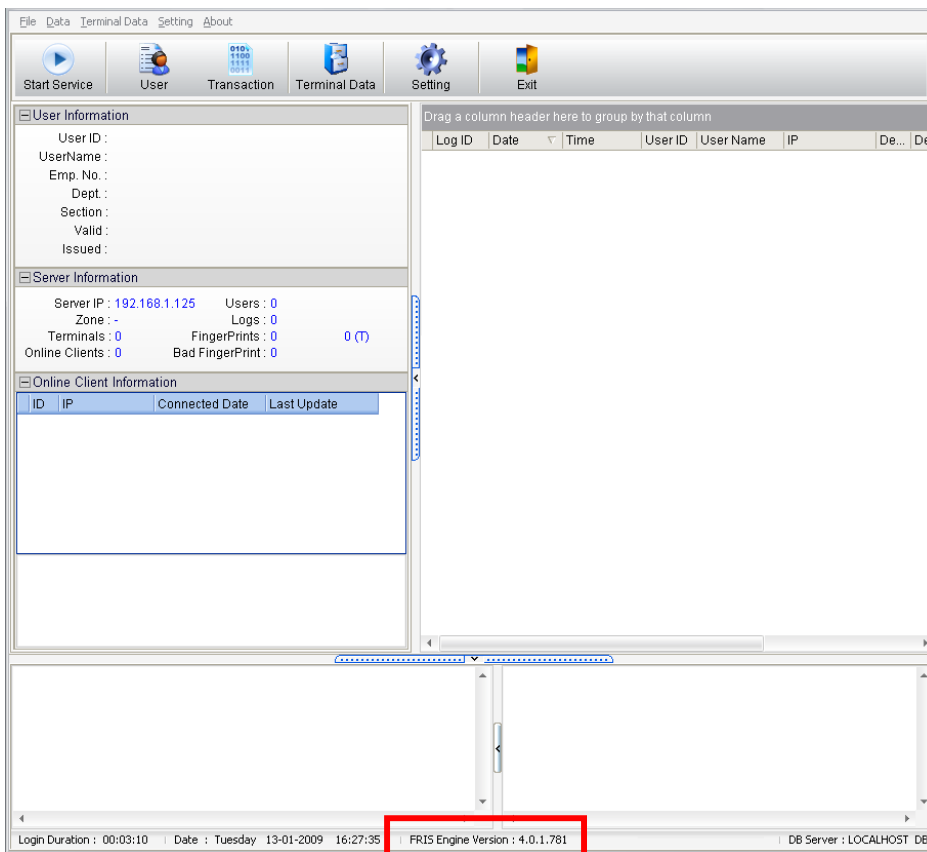 File Data Terminal Data Setting About
Start Service User Transaction Terminal Data Setting Exit
User Information
User ID :
UserName :
Emp. No. :
Dept. :
Section :
Valid :
Issued :
Server Information
Server IP : 192.168.1.125 Users : 0
Zone : - Logs : 0
Terminals : 0 FingerPrints : 0 0 (T)
Online Clients : 0 Bad FingerPrint : 0
Online Client Information
ID IP Connected Date Last Update
Drag a column header here to group by that column
Log ID Date Time User ID User Name IP De... De
Login Duration : 00:03:10 Date : Tuesday 13-01-2009 16:27:35 FRIS Engine Version : 4.0.1.781 DB Server : LOCALHOST DB